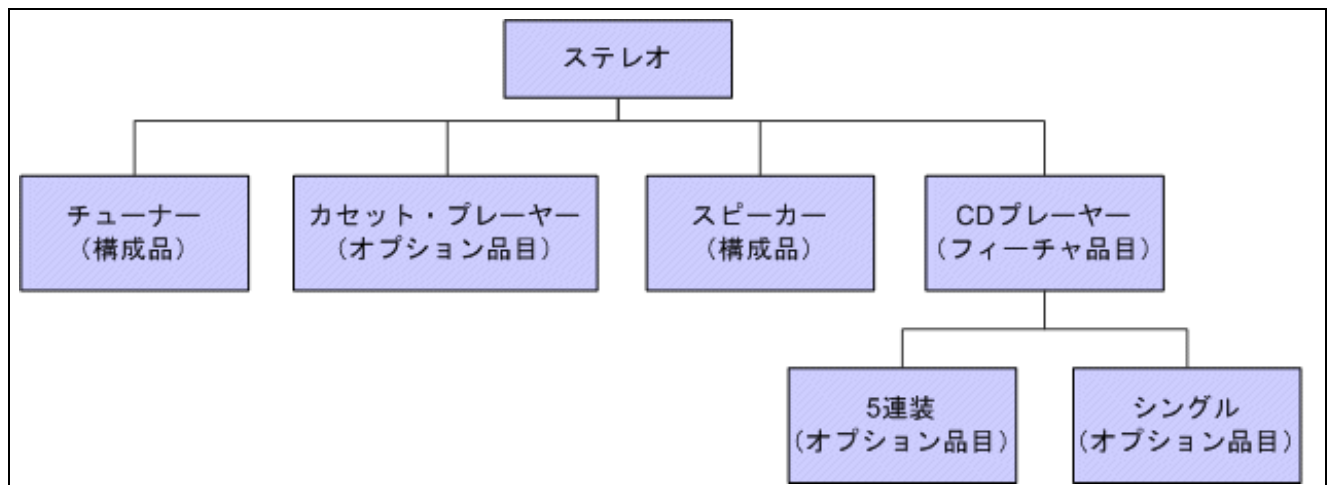 ステレオ
チューナー
（構成品）
カセット・プレーヤー
（オプション品目）
スピーカー
（構成品）
CDプレーヤー
（フィーチャ品目）
5連装
（オプション品目）
シングル
（オプション品目）